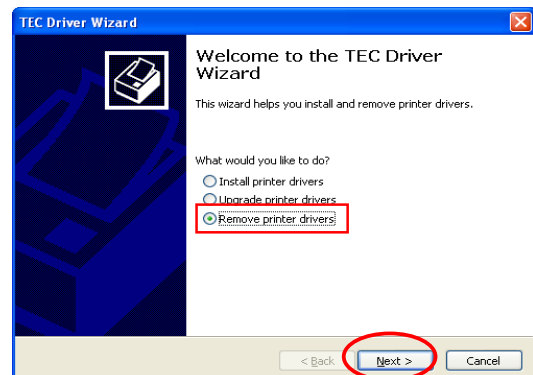 TEC Driver Wizard
Welcome to the TEC Driver
Wizard
This wizard helps you install and remove printer drivers.
What would you like to do?
Install printer drivers
Upgrade printer drivers
Remove printer drivers
< Back
Next >
Cancel